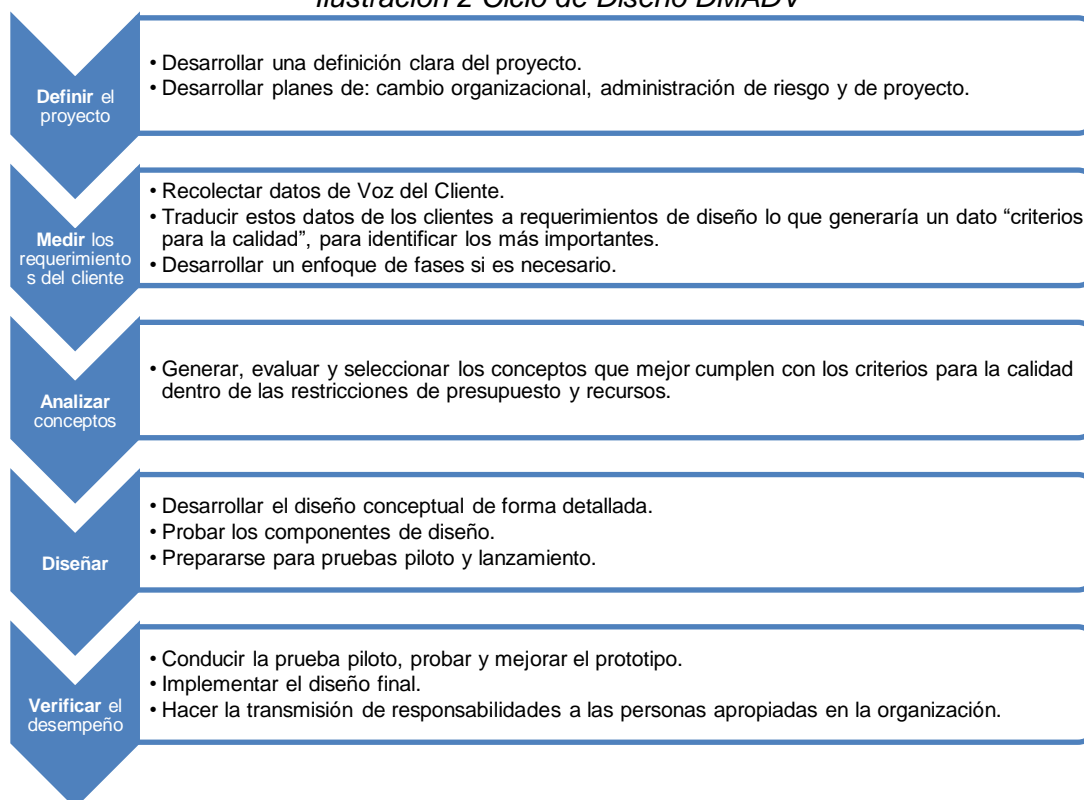 Ilustración 2 Ciclo de Diseño DMADV
Definir el
proyecto
• Desarrollar una definición clara del proyecto.
• Desarrollar planes de: cambio organizacional, administración de riesgo y de proyecto.
Medir los
requerimiento
s del cliente
• Recolectar datos de Voz del Cliente.
• Traducir estos datos de los clientes a requerimientos de diseño lo que generaría un dato “criterios
para la calidad”, para identificar los más importantes.
• Desarrollar un enfoque de fases si es necesario.
Analizar
conceptos
• Generar, evaluar y seleccionar los conceptos que mejor cumplen con los criterios para la calidad
dentro de las restricciones de presupuesto y recursos.
Diseñar
• Desarrollar el diseño conceptual de forma detallada.
• Probar los componentes de diseño.
• Prepararse para pruebas piloto y lanzamiento.
Verificar el
desempeño
• Conducir la prueba piloto, probar y mejorar el prototipo.
• Implementar el diseño final.
• Hacer la transmisión de responsabilidades a las personas apropiadas en la organización.